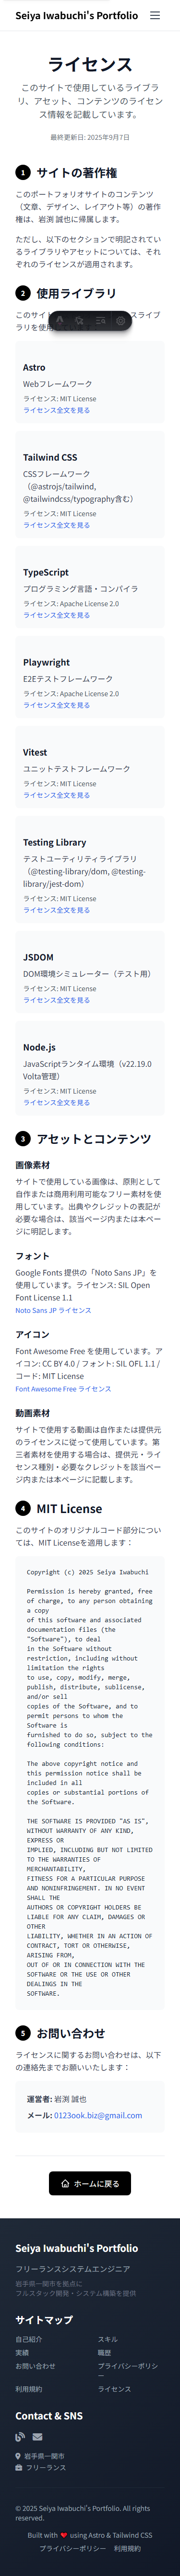 Seiya Iwabuchi's Portfolio
ライセンス
このサイトで使用しているライブラ
リ、アセット、コンテンツのライセン
ス情報を記載しています。
最終更新日: 2025年9月7日
1 サイトの著作権
このポートフォリオサイトのコンテンツ
（文章、デザイン、レイアウト等）の著作
権は、岩渕 誠也に帰属します。
ただし、以下のセクションで明記されてい
るライブラリやアセットについては、それ
ぞれのライセンスが適用されます。
2 使用ライブラリ
このサ
スライブ
ラリを使用
Astro
Webフレームワーク
ライセンス: MIT License
ライセンス全文を見る
Tailwind CSS
CSSフレームワーク
（@astrojs/tailwind,
@tailwindcss/typography含む）
ライセンス: MIT License
ライセンス全文を見る
TypeScript
プログラミング言語・コンパイラ
ライセンス: Apache License 2.0
ライセンス全文を見る
Playwright
E2Eテストフレームワーク
ライセンス: Apache License 2.0
ライセンス全文を見る
Vitest
ユニットテストフレームワーク
ライセンス: MIT License
ライセンス全文を見る
Testing Library
テストユーティリティライブラリ
（@testing-library/dom, @testing-
library/jest-dom）
ライセンス: MIT License
ライセンス全文を見る
JSDOM
DOM環境シミュレーター（テスト用）
ライセンス: MIT License
ライセンス全文を見る
Node.js
JavaScriptランタイム環境（v22.19.0
Volta管理）
ライセンス: MIT License
ライセンス全文を見る
3 アセットとコンテンツ
画像素材
サイトで使用している画像は、原則として
自作または商用利用可能なフリー素材を使
用しています。出典やクレジットの表記が
必要な場合は、該当ページ内または本ペー
ジに明記します。
フォント
Google Fonts 提供の「Noto Sans JP」を
使用しています。ライセンス: SIL Open
Font License 1.1
Noto Sans JP ライセンス
アイコン
Font Awesome Free を使用しています。ア
イコン: CC BY 4.0 / フォント: SIL OFL 1.1 /
コード: MIT License
Font Awesome Free ライセンス
動画素材
サイトで使用する動画は自作または提供元
のライセンスに従って使用しています。第
三者素材を使用する場合は、提供元・ライ
センス種別・必要なクレジットを該当ペー
ジ内または本ページに記載します。
4 MIT License
このサイトのオリジナルコード部分につい
ては、MIT Licenseを適用します：
Copyright (c) 2025 Seiya Iwabuchi
Permission is hereby granted, free
of charge, to any person obtaining
a copy
of this software and associated
documentation files (the
"Software"), to deal
in the Software without
restriction, including without
limitation the rights
to use, copy, modify, merge,
publish, distribute, sublicense,
and/or sell
copies of the Software, and to
permit persons to whom the
Software is
furnished to do so, subject to the
following conditions:
The above copyright notice and
this permission notice shall be
included in all
copies or substantial portions of
the Software.
THE SOFTWARE IS PROVIDED "AS IS",
WITHOUT WARRANTY OF ANY KIND,
EXPRESS OR
IMPLIED, INCLUDING BUT NOT LIMITED
TO THE WARRANTIES OF
MERCHANTABILITY,
FITNESS FOR A PARTICULAR PURPOSE
AND NONINFRINGEMENT. IN NO EVENT
SHALL THE
AUTHORS OR COPYRIGHT HOLDERS BE
LIABLE FOR ANY CLAIM, DAMAGES OR
OTHER
LIABILITY, WHETHER IN AN ACTION OF
CONTRACT, TORT OR OTHERWISE,
ARISING FROM,
OUT OF OR IN CONNECTION WITH THE
SOFTWARE OR THE USE OR OTHER
DEALINGS IN THE
SOFTWARE.
5 お問い合わせ
ライセンスに関するお問い合わせは、以下
の連絡先までお願いいたします：
運営者: 岩渕 誠也
メール: 0123ook.biz@gmail.com
ホームに戻る
Seiya Iwabuchi's Portfolio
フリーランスシステムエンジニア
岩手県一関市を拠点に
フルスタック開発・システム構築を提供
サイトマップ
自己紹介 スキル
実績 職歴
お問い合わせ プライバシーポリシ
ー
利用規約 ライセンス
Contact & SNS
岩手県一関市
フリーランス
© 2025 Seiya Iwabuchi's Portfolio. All rights
reserved.
Built with ❤ using Astro & Tailwind CSS
プライバシーポリシー 利用規約